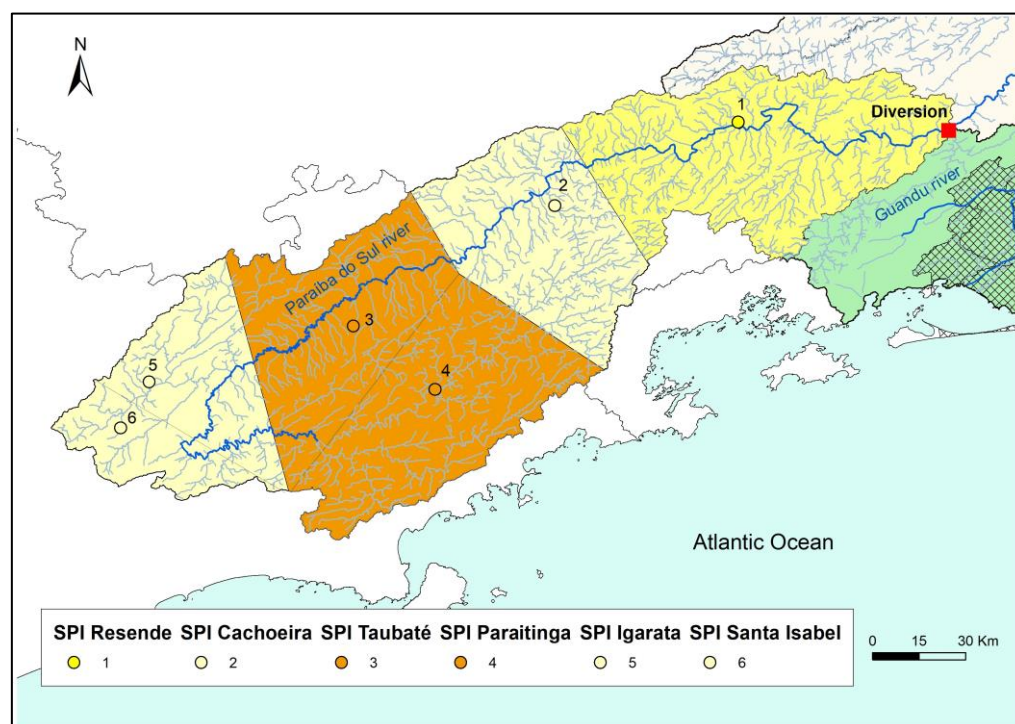 N
1
Diversion
2
Guandu river
Paraíba do Sul river
3
4
5
6
Atlantic Ocean
SPI Resende SPI Cachoeira SPI Taubaté SPI Paraitinga SPI Igarata SPI Santa Isabel
1 2 3 4 5 6
0 15 30 Km